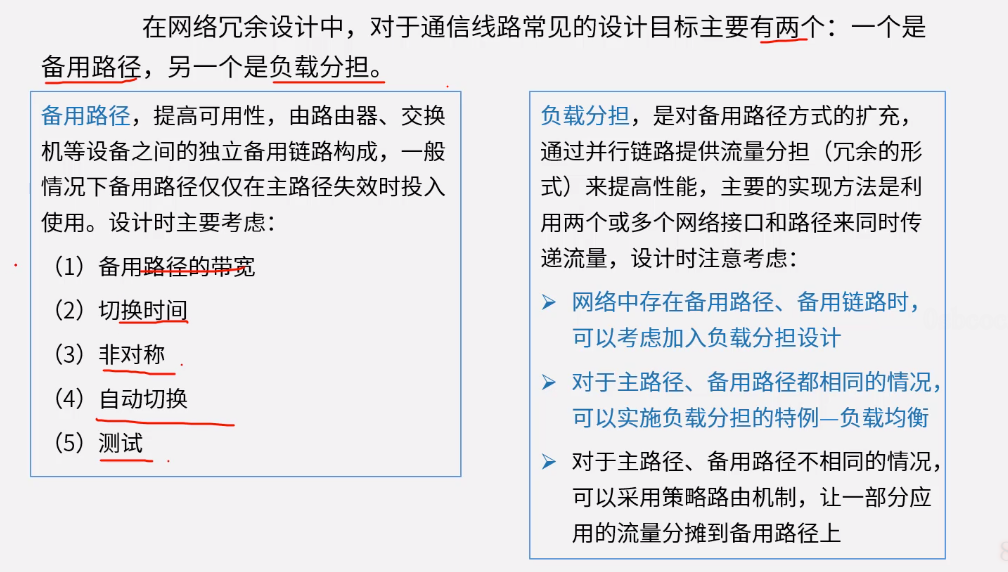 在网络冗余设计中，对于通信线路常见的设计目标主要有两个：一个是
备用路径，另一个是负载分担。
备用路径，提高可用性，由路由器、交换
机等设备之间的独立备用链路构成，一般
情况下备用路径仅仅在主路径失效时投入
使用。设计时主要考虑：
（1）备用路径的带宽
（2）切换时间
（3）非对称
（4）自动切换
（5）测试
负载分担，是对备用路径方式的扩充，
通过并行链路提供流量分担（冗余的形
式）来提高性能，主要的实现方法是利
用两个或多个网络接口和路径来同时传
递流量，设计时注意考虑：
➢ 网络中存在备用路径、备用链路时，
可以考虑加入负载分担设计
➢ 对于主路径、备用路径都相同的情况，
可以实施负载分担的特例—负载均衡
➢ 对于主路径、备用路径不相同的情况，
可以采用策略路由机制，让一部分应
用的流量分摊到备用路径上